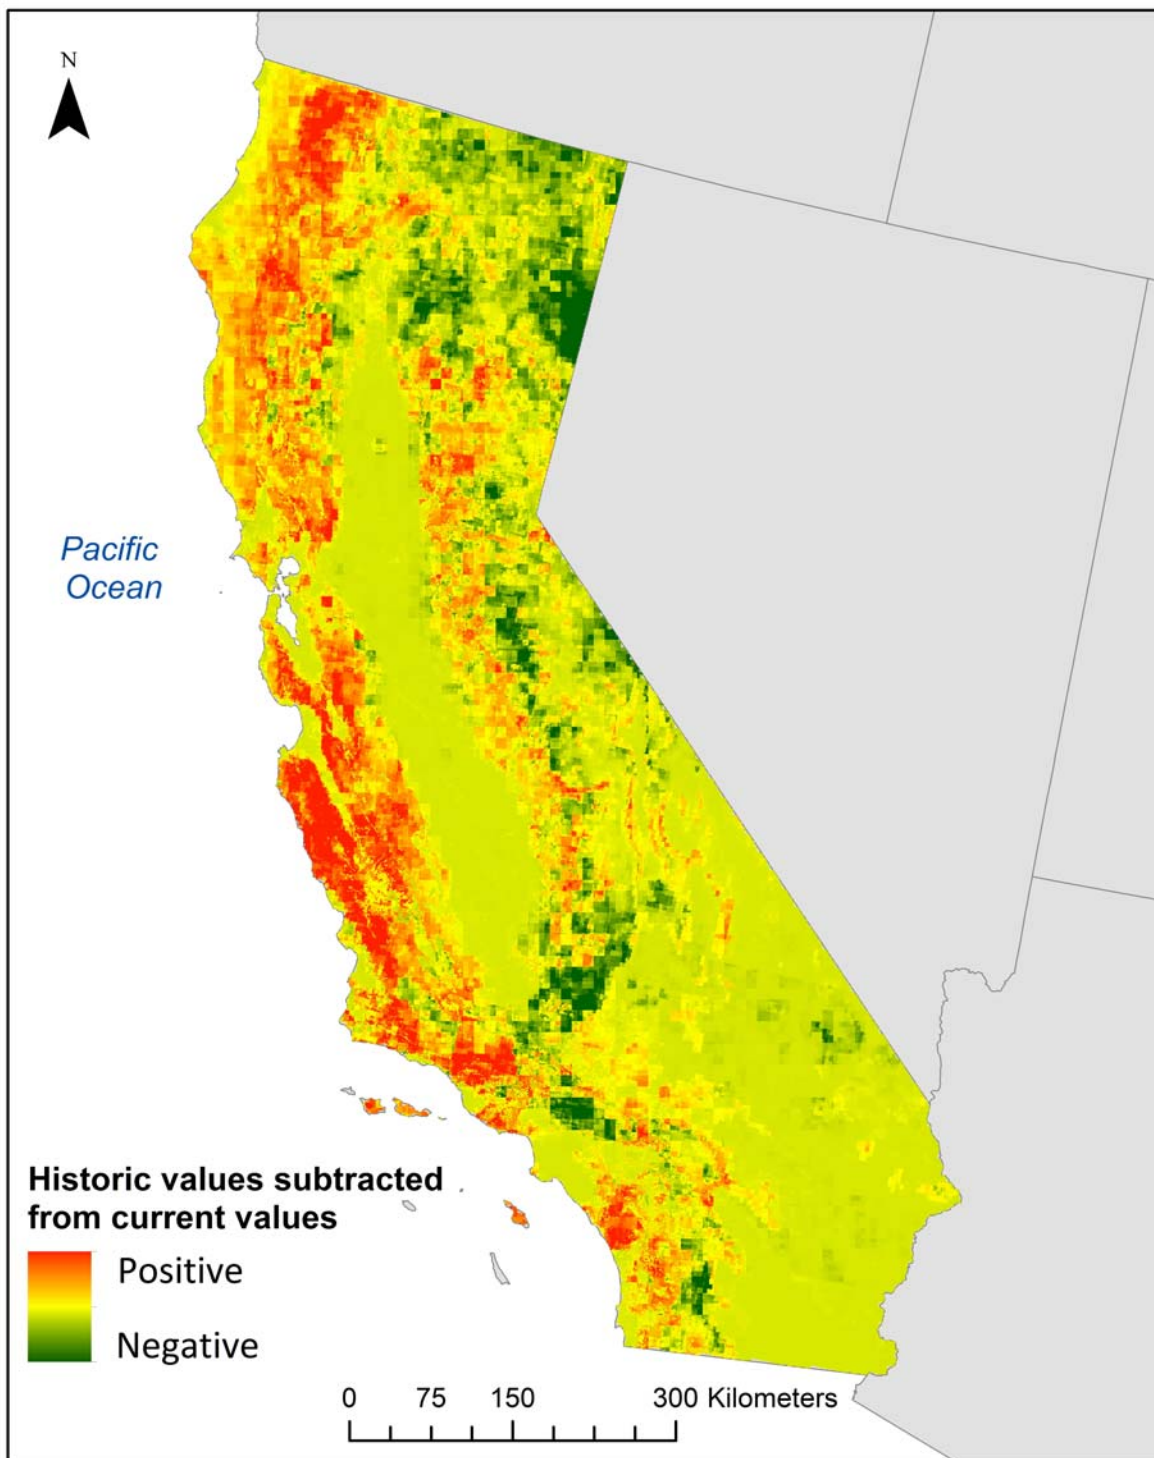 N
Pacific
Ocean
Historic values subtracted
from current values
Positive
Negative
0 75 150 300 Kilometers